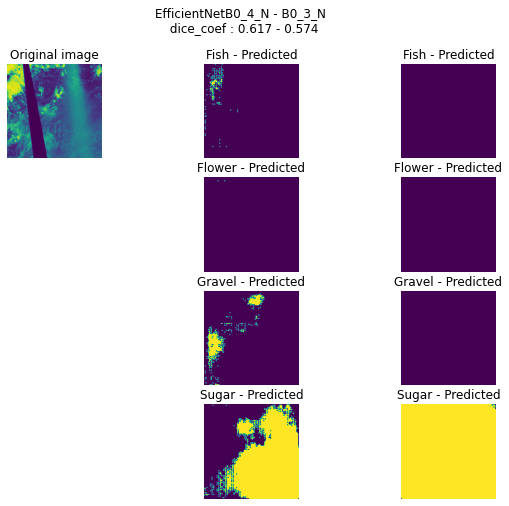 EfficientNetB0_4_N - B0_3_N
dice_coef : 0.617 - 0.574
Original image
Fish - Predicted
Fish - Predicted
Flower - Predicted
Flower - Predicted
Gravel - Predicted
Gravel - Predicted
Sugar - Predicted
Sugar - Predicted